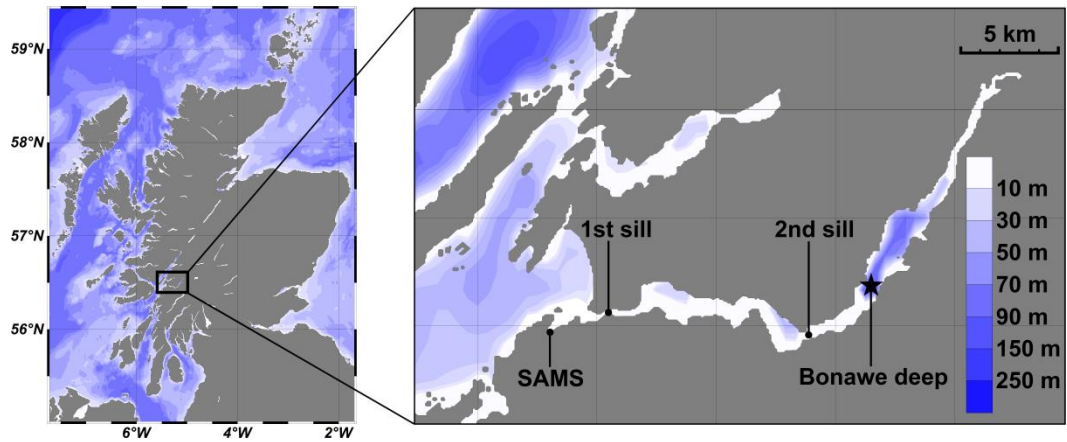 59°N
58°N
57°N
56°N
6°W 4°W 2°W
5 km
1st sill 2nd sill
SAMS Bonawe deep
10 m
30 m
50 m
70 m
90 m
150 m
250 m